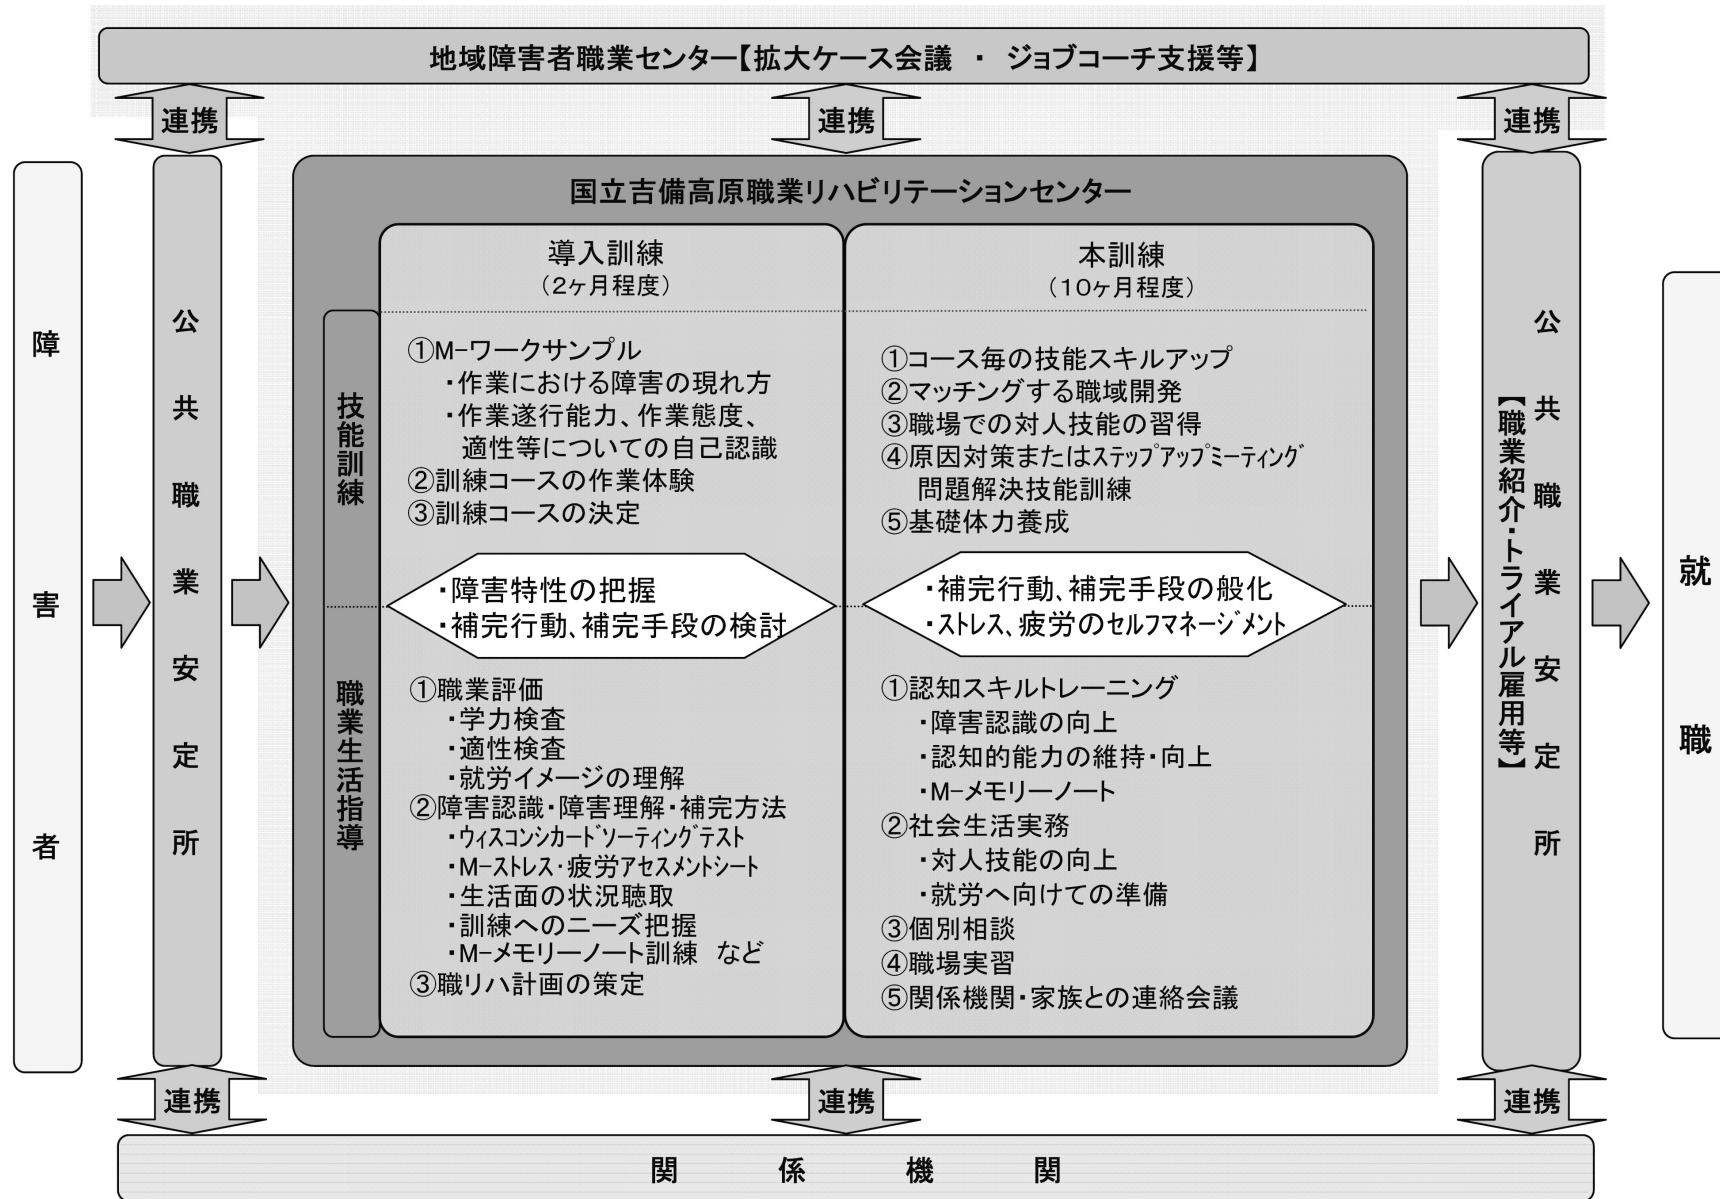 地域障害者職業センター【拡大ケース会議 ・ ジョブコーチ支援等】
連携
連携
連携
障害者
公共職業安定所
国立吉備高原職業リハビリテーションセンター
導入訓練
(2ヶ月程度)
技能訓練
①M-ワークサンプル
・作業における障害の現れ方
・作業遂行能力、作業態度、
適性等についての自己認識
②訓練コースの作業体験
③訓練コースの決定
・障害特性の把握
・補完行動、補完手段の検討
職業生活指導
①職業評価
・学力検査
・適性検査
・就労イメージの理解
②障害認識・障害理解・補完方法
・ウィスコンシカードソーティングテスト
・M-ストレス・疲労アセスメントシート
・生活面の状況聴取
・訓練へのニーズ把握
・M-メモリーノート訓練 など
③職リハ計画の策定
本訓練
(10ヶ月程度)
①コース毎の技能スキルアップ
②マッチングする職域開発
③職場での対人技能の習得
④原因対策またはステップアップミーティング
問題解決技能訓練
⑤基礎体力養成
・補完行動、補完手段の般化
・ストレス、疲労のセルフマネージメント
①認知スキルトレーニング
・障害認識の向上
・認知的能力の維持・向上
・M-メモリーノート
②社会生活実務
・対人技能の向上
・就労へ向けての準備
③個別相談
④職場実習
⑤関係機関・家族との連絡会議
公共職業安定所
【職業紹介・トライアル雇用等】
就職
連携
連携
連携
関係機関